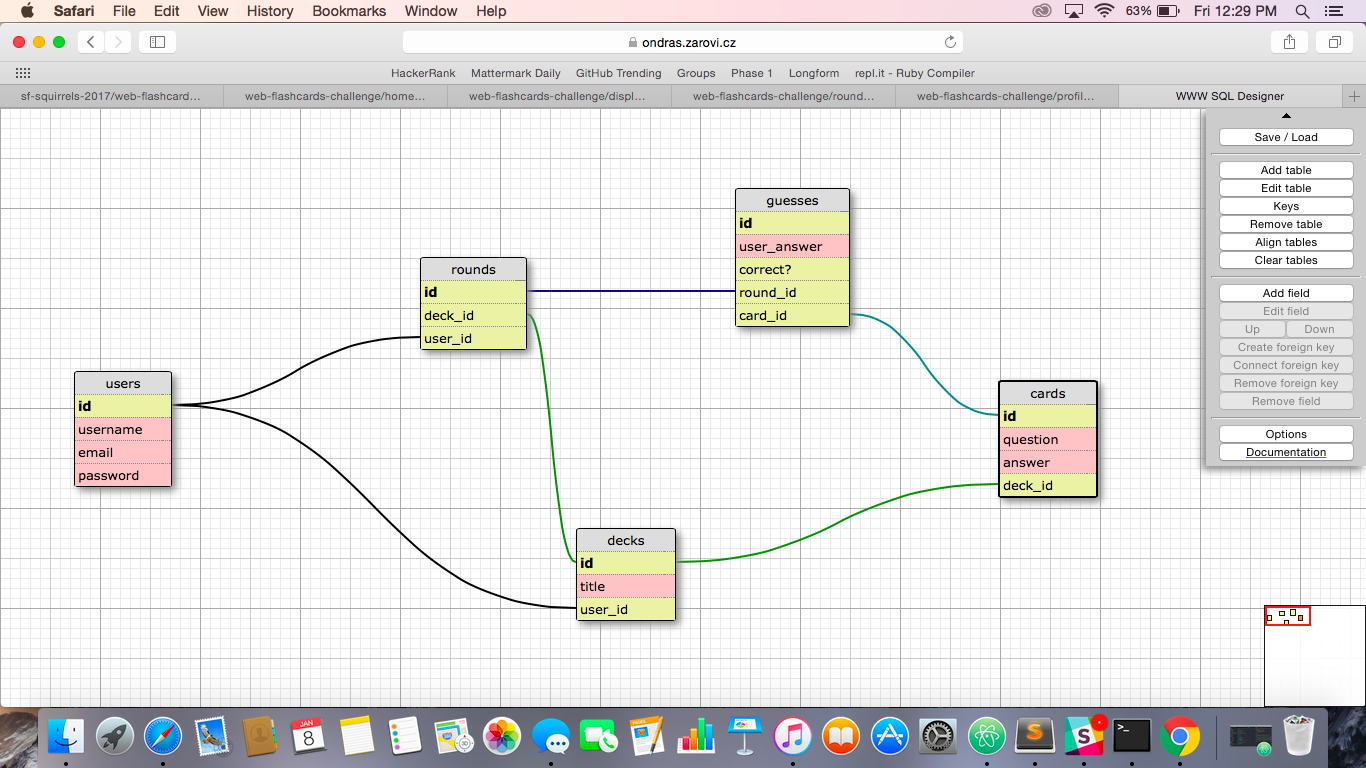 Safari File Edit View History Bookmarks Window Help 63% Fri 12:29 PM
ondras.zarovi.cz
HackerRank Mattermark Daily GitHub Trending Groups Phase 1 Longform repl.it - Ruby Compiler
sf-squirrels-2017/web-flashcard... web-flashcards-challenge/home... web-flashcards-challenge/displ... web-flashcards-challenge/round... web-flashcards-challenge/profil... WWW SQL Designer
Save / Load
Add table
Edit table
Keys
Remove table
Align tables
Clear tables
Add field
Edit field
Up Down
Create foreign key
Connect foreign key
Remove foreign key
Remove field
Options
Documentation
guesses
id
user_answer
correct?
round_id
card_id
rounds
id
deck_id
user_id
users
id
username
email
password
cards
id
question
answer
deck_id
decks
id
title
user_id
JAN
8